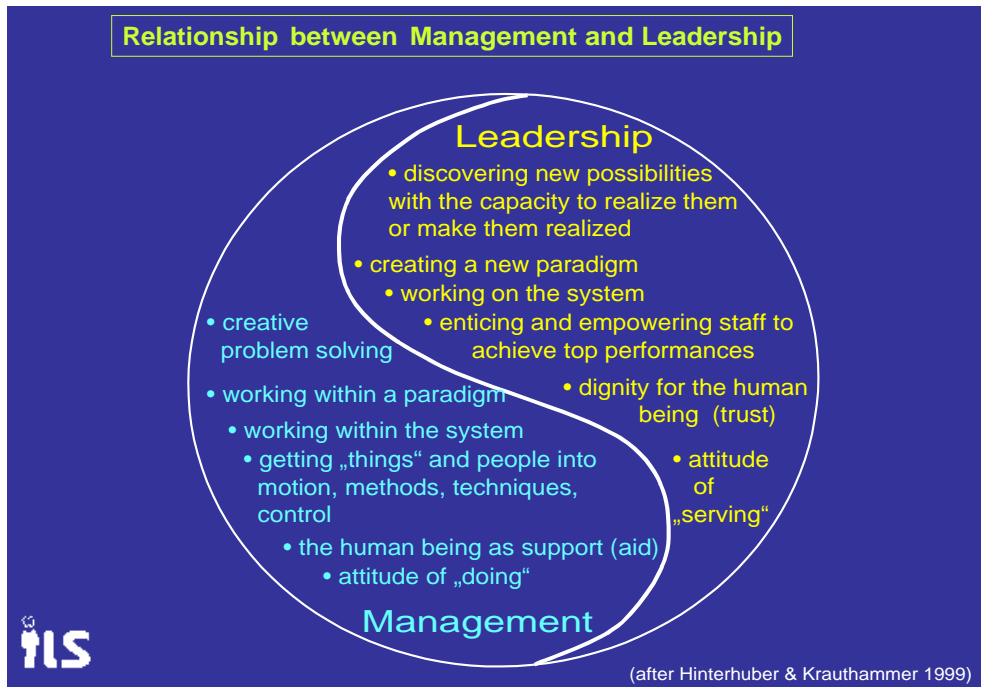 Relationship between Management and Leadership
Leadership
• discovering new possibilities
with the capacity to realize them
or make them realized
• creating a new paradigm
• working on the system
• enticing and empowering staff to
achieve top performances
• dignity for the human
being (trust)
• attitude
of
„serving“
• creative
problem solving
• working within a paradigm
• working within the system
• getting „things“ and people into
motion, methods, techniques,
control
• the human being as support (aid)
• attitude of „doing“
Management
ILS
(after Hinterhuber & Krauthammer 1999)